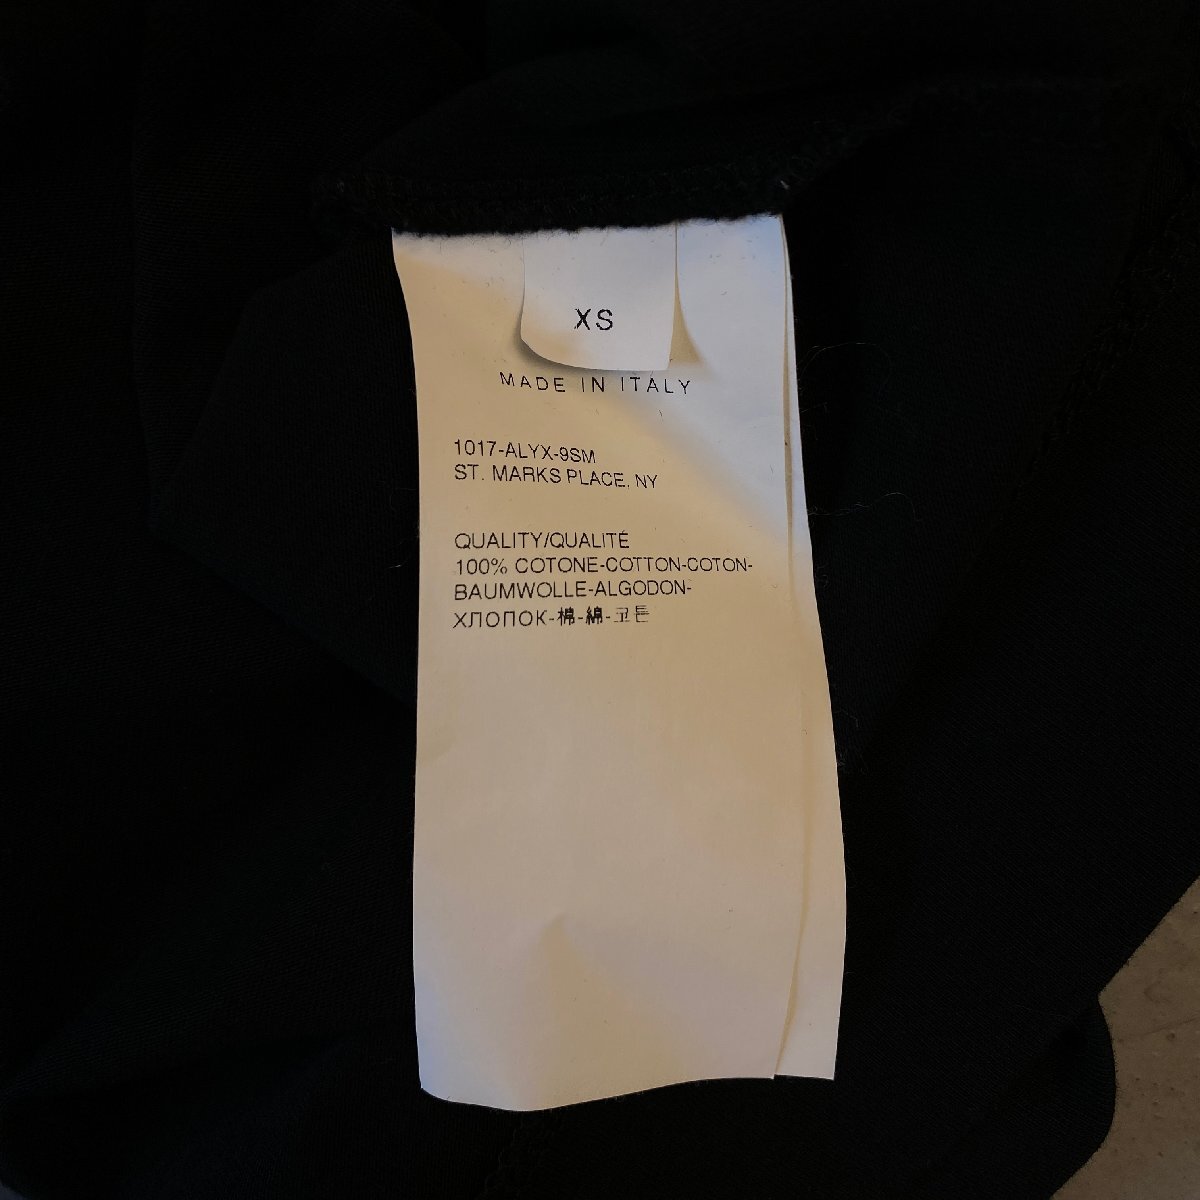 XS
MADE IN ITALY
1017-ALYX-9SM
ST. MARKS PLACE, NY
QUALITY/QUALITÉ
100% COTONE-COTTON-COTON-
BAUMWOLLE-ALGODON-
ХЛОПОК-棉-綿-코튼